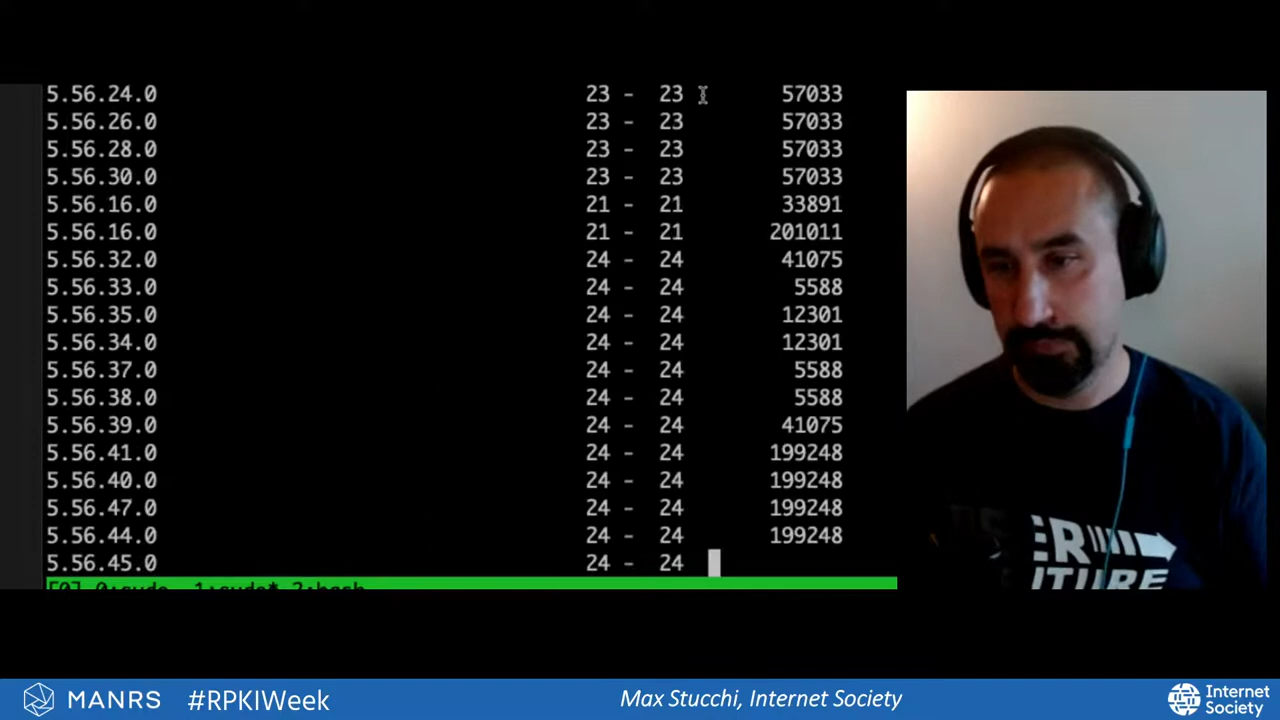 5.56.24.0 23 - 23 57033
5.56.26.0 23 - 23 57033
5.56.28.0 23 - 23 57033
5.56.30.0 23 - 23 57033
5.56.16.0 21 - 21 33891
5.56.16.0 21 - 21 201011
5.56.32.0 24 - 24 41075
5.56.33.0 24 - 24 5588
5.56.35.0 24 - 24 12301
5.56.34.0 24 - 24 12301
5.56.37.0 24 - 24 5588
5.56.38.0 24 - 24 5588
5.56.39.0 24 - 24 41075
5.56.41.0 24 - 24 199248
5.56.40.0 24 - 24 199248
5.56.47.0 24 - 24 199248
5.56.44.0 24 - 24 199248
5.56.45.0 24 - 24
[0] 0:sudo- 1:sudo* 2:bash
MANRS #RPKIWeek
Max Stucchi, Internet Society
Internet
Society